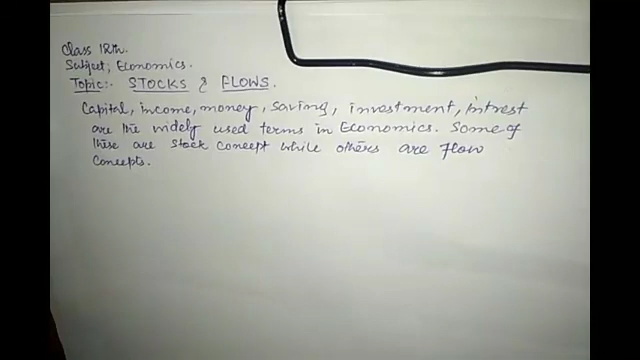 Class 12th.
Subject; Economics.
Topic:- STOCKS & FLOWS.
Capital, income, money, saving, investment, intrest
are the widely used terms in Economics. Some of
these are stock concept while others are flow
concepts.